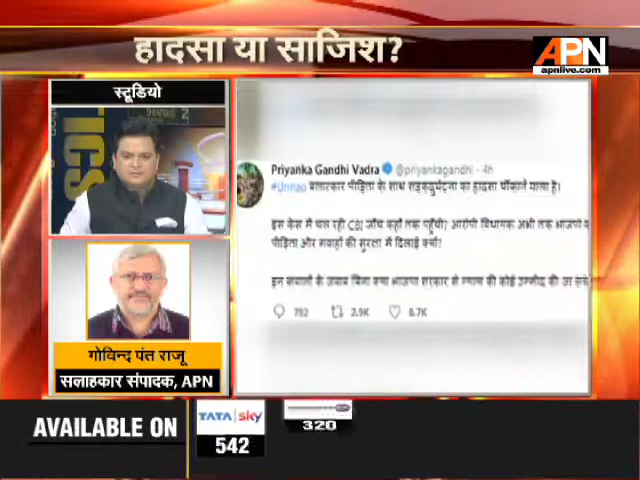 हादसा या साजिश?
APN
apnlive.com
स्टूडियो
Priyanka Gandhi Vadra @priyankagandhi · 4h
#Unnao बलात्कार पीड़िता के साथ सड़क दुर्घटना का हादसा चौंकाने वाला है।
इस केस में चल रही CBI जाँच कहाँ तक पहुँची? आरोपी विधायक अभी तक भाजपा
पीड़िता और गवाहों की सुरक्षा में ढिलाई क्यों?
इन सवालों के जवाब बिना क्या भाजपा सरकार से न्याय की कोई उम्मीद की जा
792 2.9K 8.7K
गोविन्द पंत राजू
सलाहकार संपादक, APN
AVAILABLE ON
TATA sky
542
320